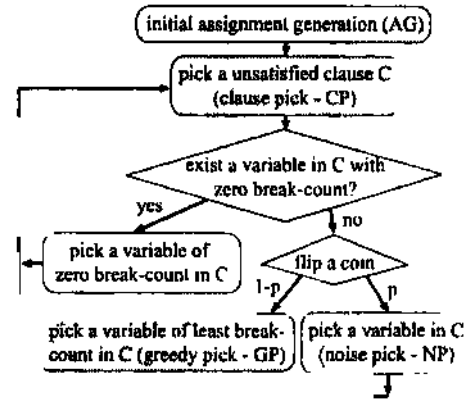 initial assignment generation (AG)
pick a unsatisfied clause C
(clause pick - CP)
exist a variable in C with
zero break-count?
yes
no
pick a variable of
zero break-count in C
flip a coin
1-p
p
pick a variable of least break-
count in C (greedy pick - GP)
pick a variable in C
(noise pick - NP)